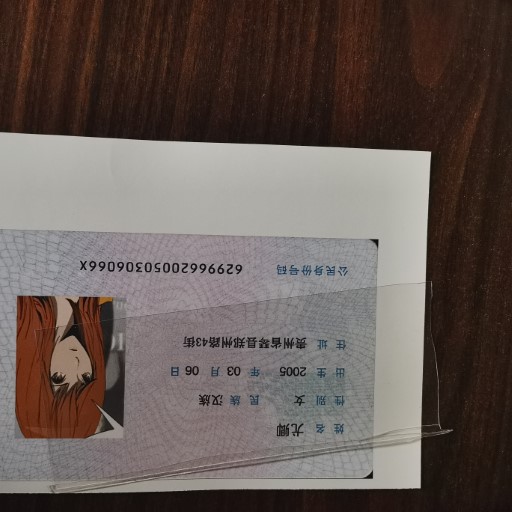 姓 名 尤卿
性 别 女 民 族 汉族
出 生 2005 年 03 月 06 日
住 址 贵州省琴县郑州路43街
公民身份号码 62996620050306066X